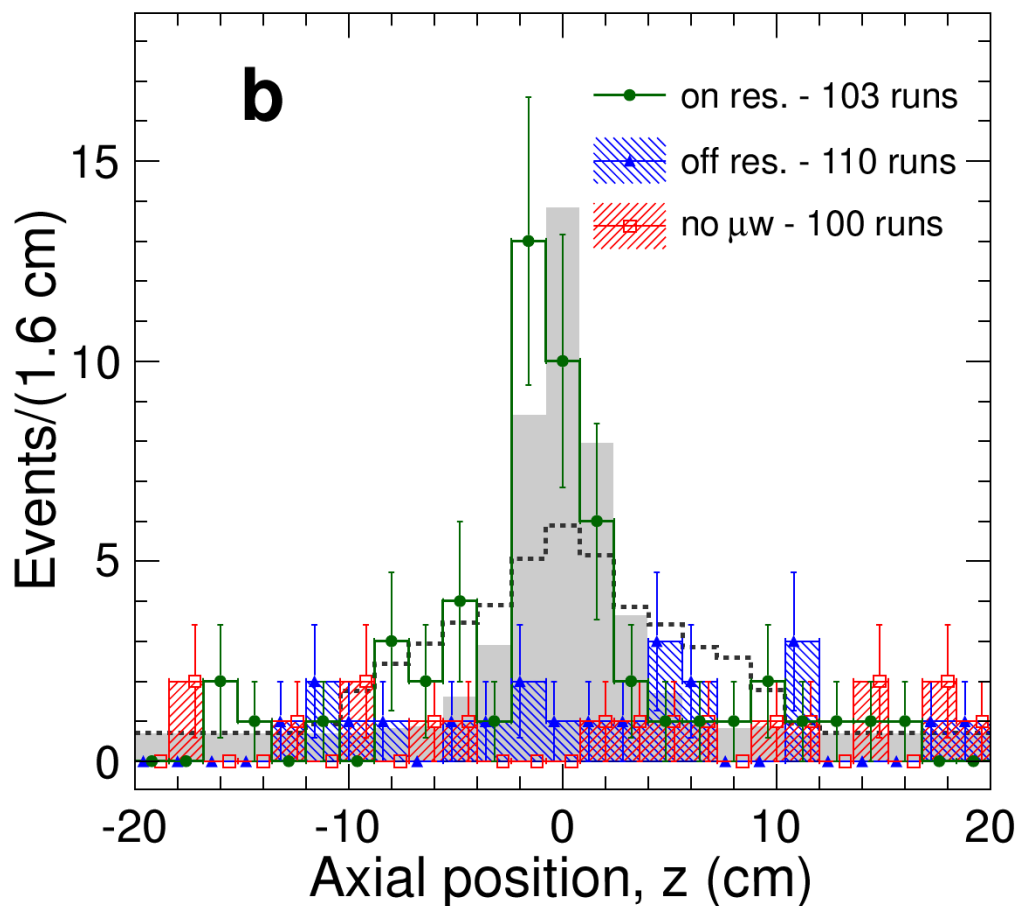 b
on res. - 103 runs
off res. - 110 runs
no μw - 100 runs
Events/(1.6 cm)
15
10
5
0
-20 -10 0 10 20
Axial position, z (cm)